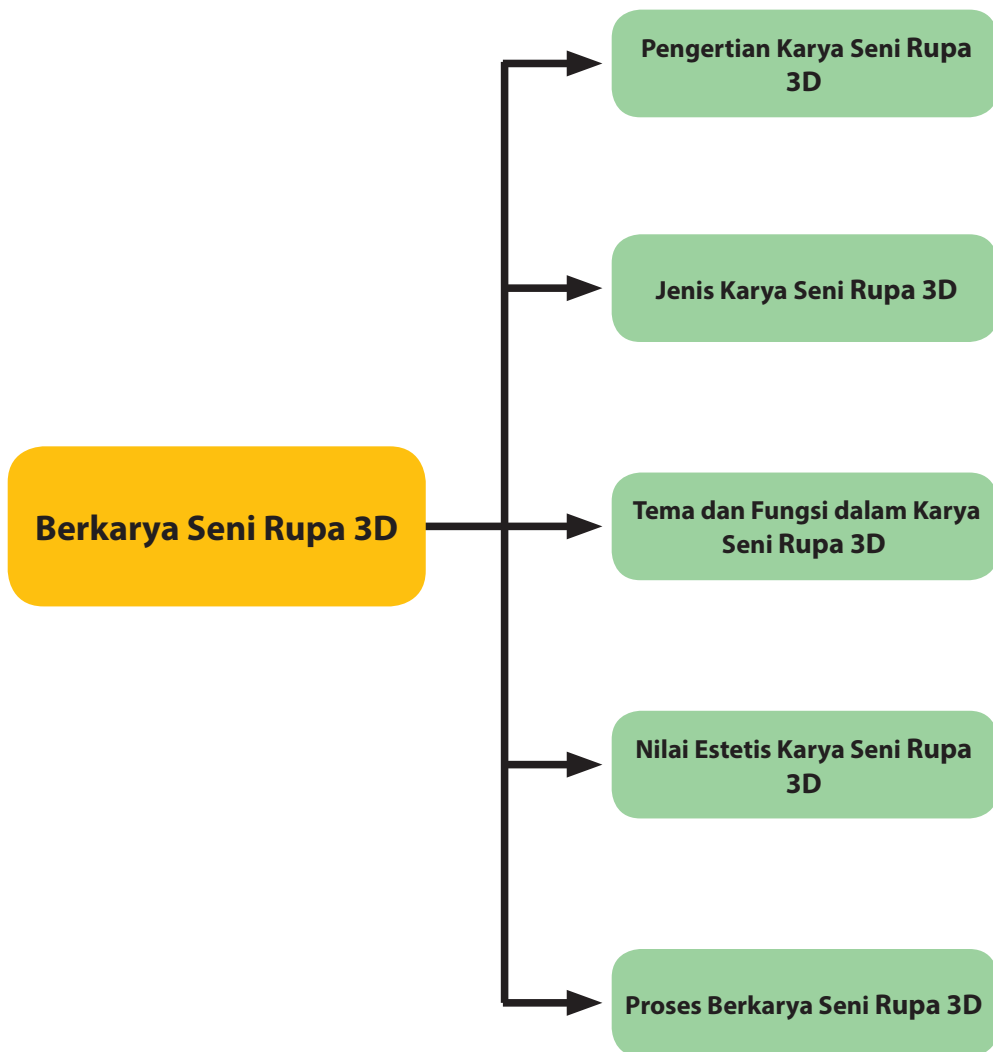 Pengertian Karya Seni Rupa
3D
Jenis Karya Seni Rupa 3D
Berkarya Seni Rupa 3D
Tema dan Fungsi dalam Karya
Seni Rupa 3D
Nilai Estetis Karya Seni Rupa
3D
Proses Berkarya Seni Rupa 3D